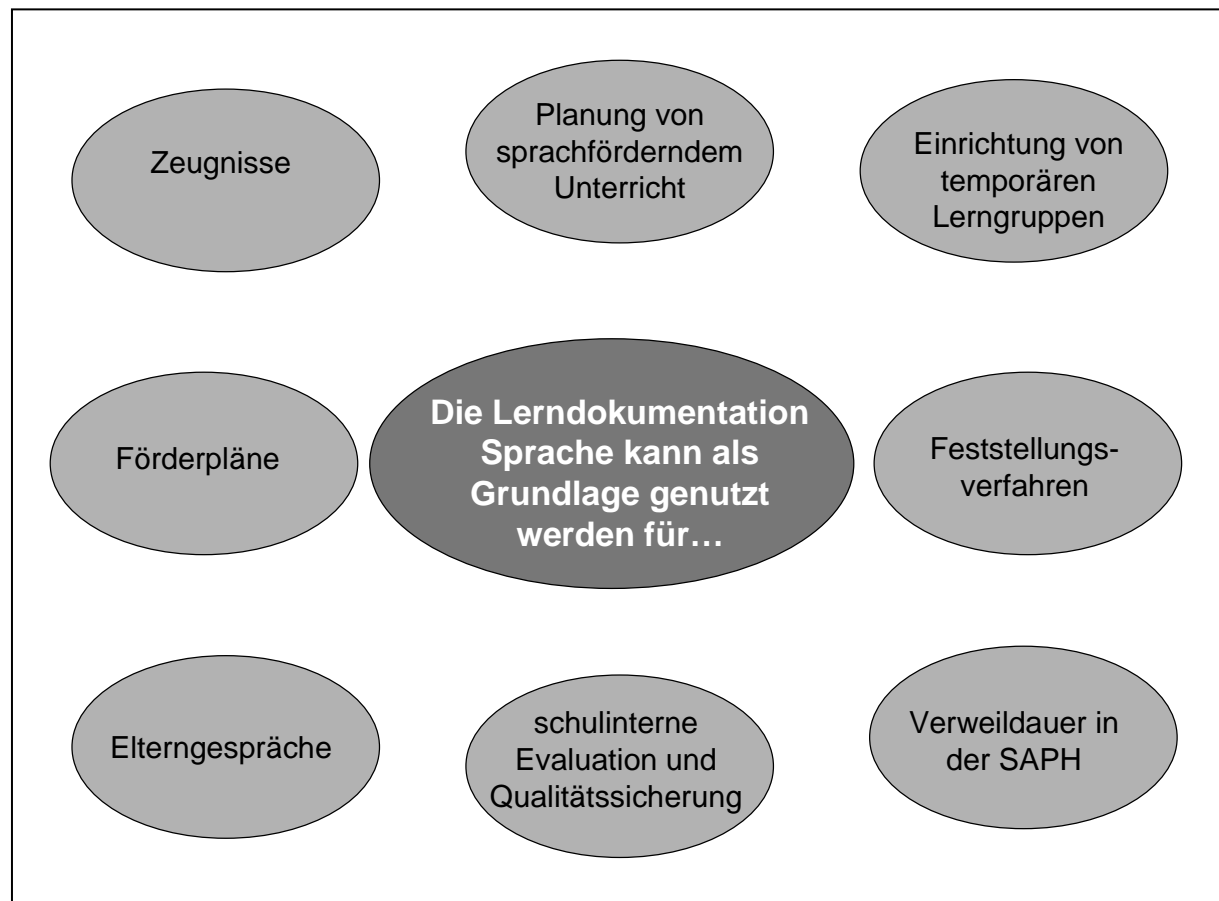 Zeugnisse
Planung von
sprachförderndem
Unterricht
Einrichtung von
temporären
Lerngruppen
Förderpläne
Die Lerndokumentation
Sprache kann als
Grundlage genutzt
werden für…
Feststellungs-
verfahren
Elterngespräche
schulinterne
Evaluation und
Qualitätssicherung
Verweildauer in
der SAPH